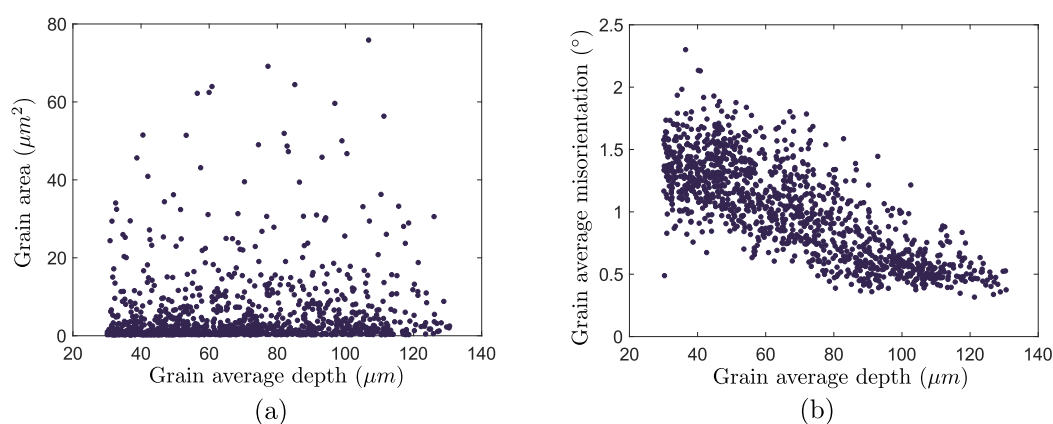 80
60
40
20
0
20 40 60 80 100 120 140
Grain area (μm²)
Grain average depth (μm)
(a)
2.5
2
1.5
1
0.5
0
20 40 60 80 100 120 140
Grain average misorientation (°)
Grain average depth (μm)
(b)